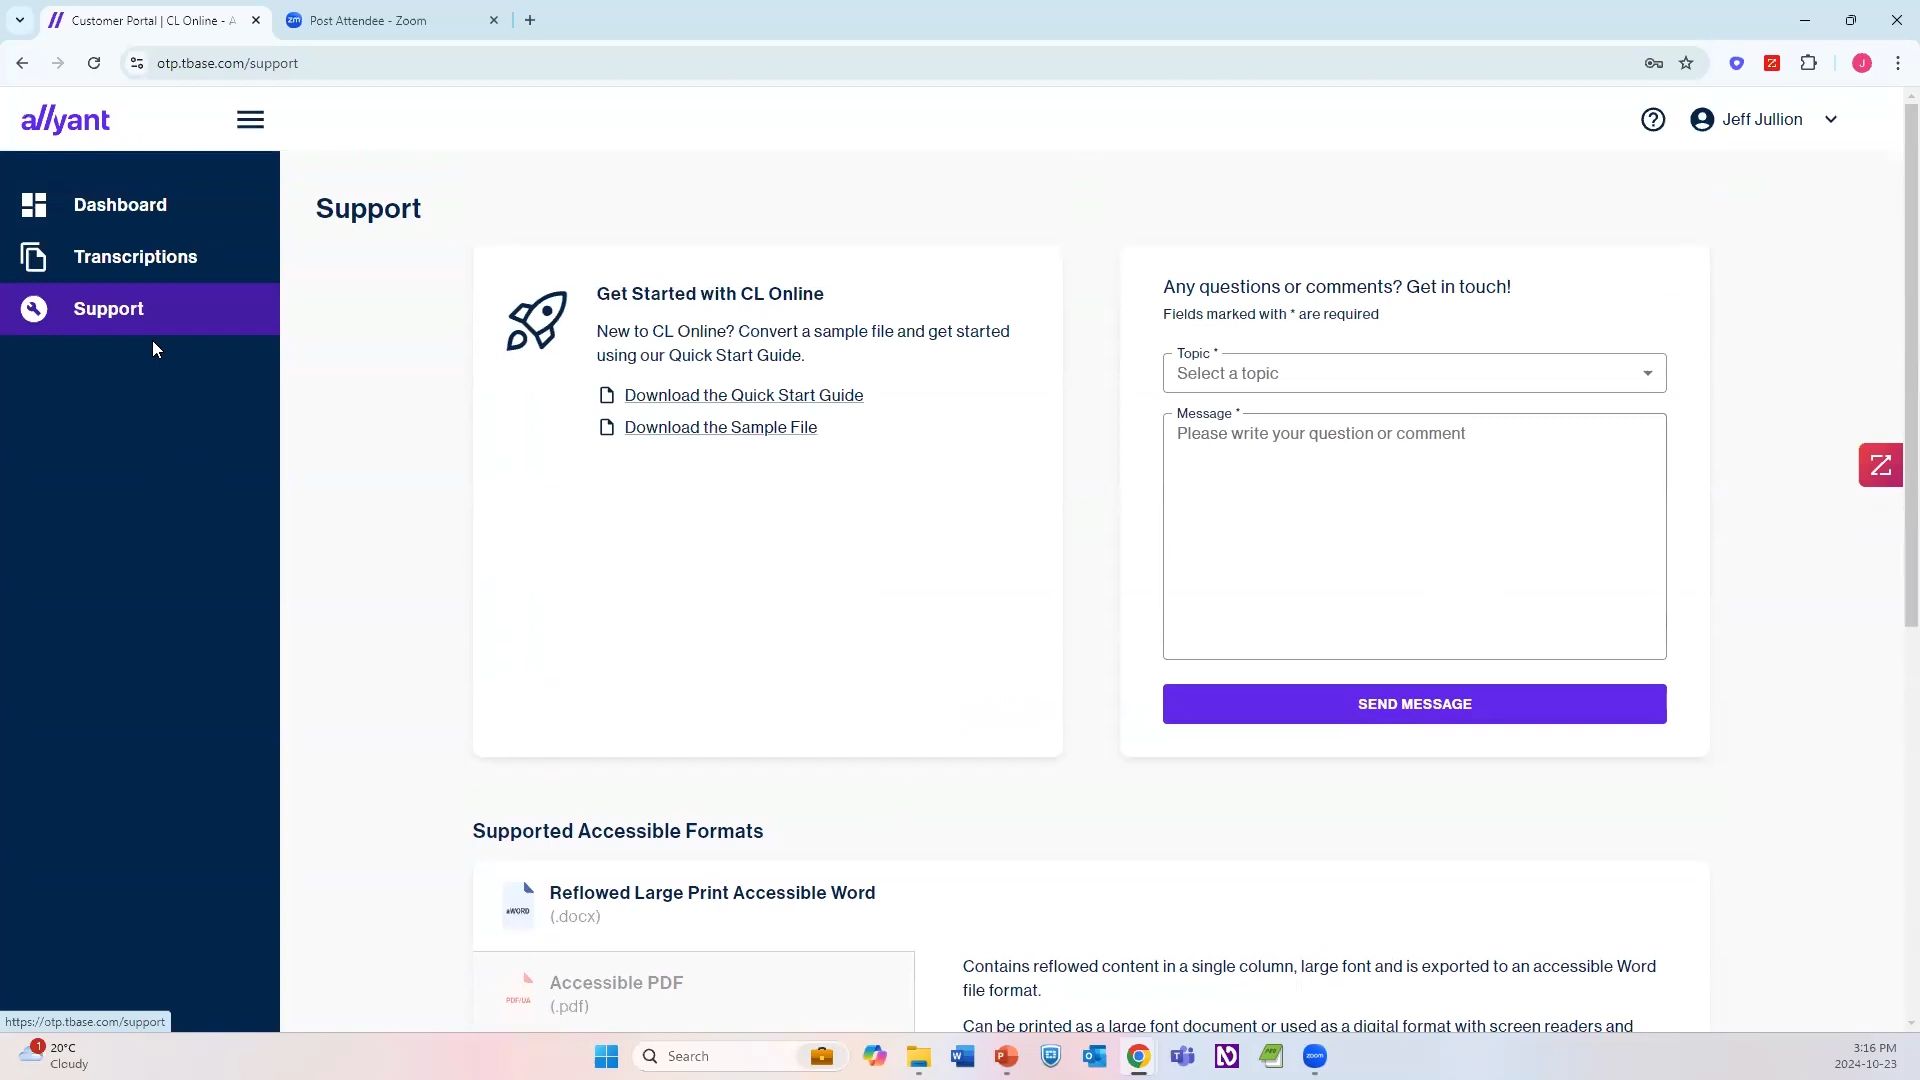 Customer Portal | CL Online - A
Post Attendee - Zoom
otp.tbase.com/support
allyant
Jeff Jullion
Dashboard
Transcriptions
Support
Support
Get Started with CL Online
New to CL Online? Convert a sample file and get started
using our Quick Start Guide.
Download the Quick Start Guide
Download the Sample File
Any questions or comments? Get in touch!
Fields marked with * are required
Topic *
Select a topic
Message *
Please write your question or comment
SEND MESSAGE
Supported Accessible Formats
aWORD
Reflowed Large Print Accessible Word
(.docx)
PDF/UA
Accessible PDF
(.pdf)
Contains reflowed content in a single column, large font and is exported to an accessible Word
file format.
Can be printed as a large font document or used as a digital format with screen readers and
https://otp.tbase.com/support
1
20°C
Cloudy
Search
zoom
3:16 PM
2024-10-23